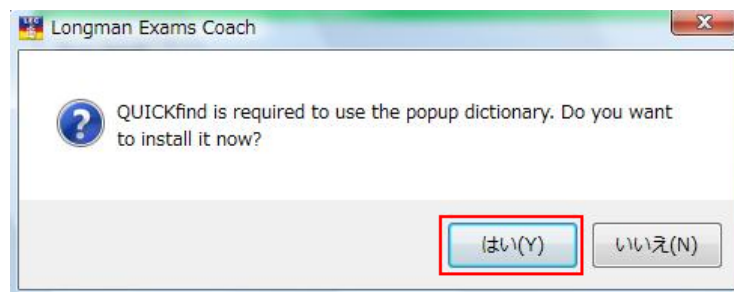 LEC
Longman Exams Coach
QUICKfind is required to use the popup dictionary. Do you want
to install it now?
はい(Y) いいえ(N)